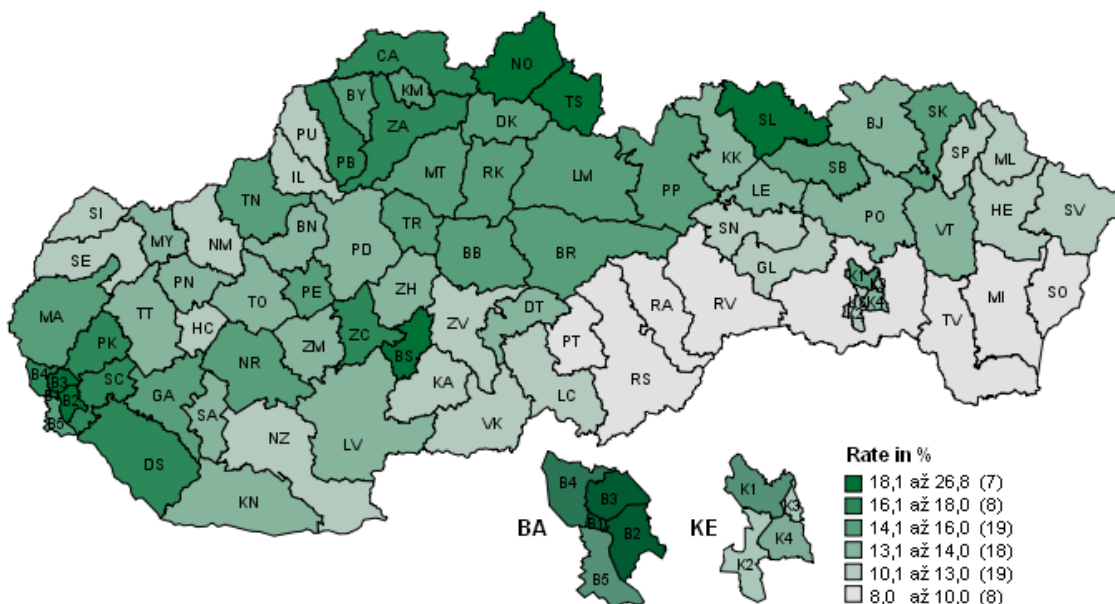 CA
NO
BY
KM
TS
PU
ZA
DK
SL
BJ
SK
PB
SP
ML
IL
MT
RK
KK
LM
PP
SB
LE
TN
SI
TR
PO
HE
SV
BN
SN
VT
MY
NM
PD
BB
BR
SE
GL
PN
K1
TO
PE
ZH
K4
MI
SO
RA
RV
DT
MA
TT
HC
ZC
ZV
PT
TV
PK
ZM
BS
NR
B4
B3
SC
KA
RS
B2
GA
LC
SA
VK
B5
NZ
LV
DS
KN
Rate in %
18,1 až 26,8 (7)
16,1 až 18,0 (8)
14,1 až 16,0 (19)
13,1 až 14,0 (18)
10,1 až 13,0 (19)
8,0 až 10,0 (8)
BA
B4
B3
B1
B2
B5
KE
K1
K3
K4
K2